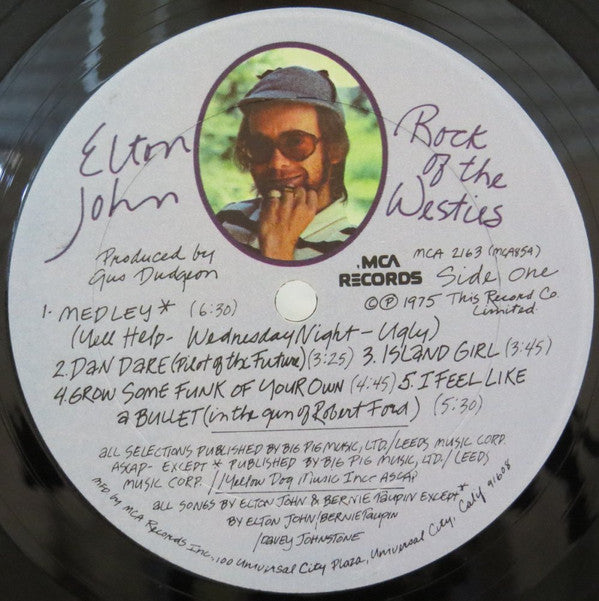 Elton
John
Rock
of the
Westies
Produced by
Gus Dudgeon
MCA
RECORDS
MCA 2163 (MCA854)
Side One
©℗ 1975 This Record Co.
Limited.
1. MEDLEY* (6:30)
(Yell Help - Wednesday Night - Ugly)
2. DAN DARE (Pilot of the Future) (3:25) 3. ISLAND GIRL (3:45)
4. GROW SOME FUNK OF YOUR OWN (4:45) 5. I FEEL LIKE
a BULLET (in the gun of Robert Ford) (5:30)
ALL SELECTIONS PUBLISHED BY BIG PIG MUSIC, LTD./LEEDS MUSIC CORP.
ASCAP - EXCEPT * PUBLISHED BY BIG PIG MUSIC, LTD./LEEDS
MUSIC CORP./Yellow Dog Music Inc. ASCAP
ALL SONGS BY ELTON JOHN & BERNIE TAUPIN EXCEPT *
BY ELTON JOHN/BERNIE TAUPIN
/DAVEY JOHNSTONE
MFD BY MCA RECORDS Inc., 100 UNIVERSAL CITY PLAZA, UNIVERSAL CITY, CALIF 91608